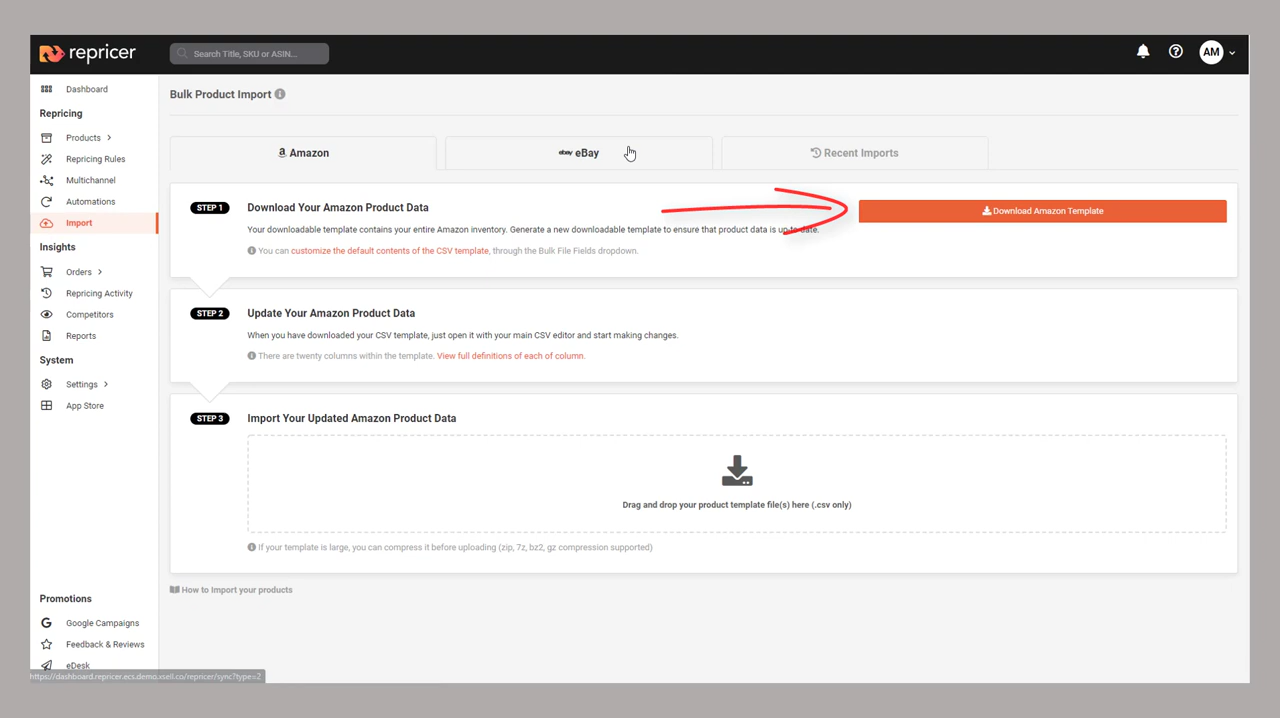 repricer
Search Title, SKU or ASIN...
AM
Dashboard
Repricing
Products
Repricing Rules
Multichannel
Automations
Import
Insights
Orders
Repricing Activity
Competitors
Reports
System
Settings
App Store
Promotions
Google Campaigns
Feedback & Reviews
eDesk
https://dashboard.repricer.ecs.demo.xsell.co/repricer/sync?type=2
Bulk Product Import
Amazon
ebay eBay
Recent Imports
STEP 1
Download Your Amazon Product Data
Your downloadable template contains your entire Amazon inventory. Generate a new downloadable template to ensure that product data is up to date.
You can customize the default contents of the CSV template, through the Bulk File Fields dropdown.
Download Amazon Template
STEP 2
Update Your Amazon Product Data
When you have downloaded your CSV template, just open it with your main CSV editor and start making changes.
There are twenty columns within the template. View full definitions of each of column.
STEP 3
Import Your Updated Amazon Product Data
Drag and drop your product template file(s) here (.csv only)
If your template is large, you can compress it before uploading (zip, 7z, bz2, gz compression supported)
How to Import your products